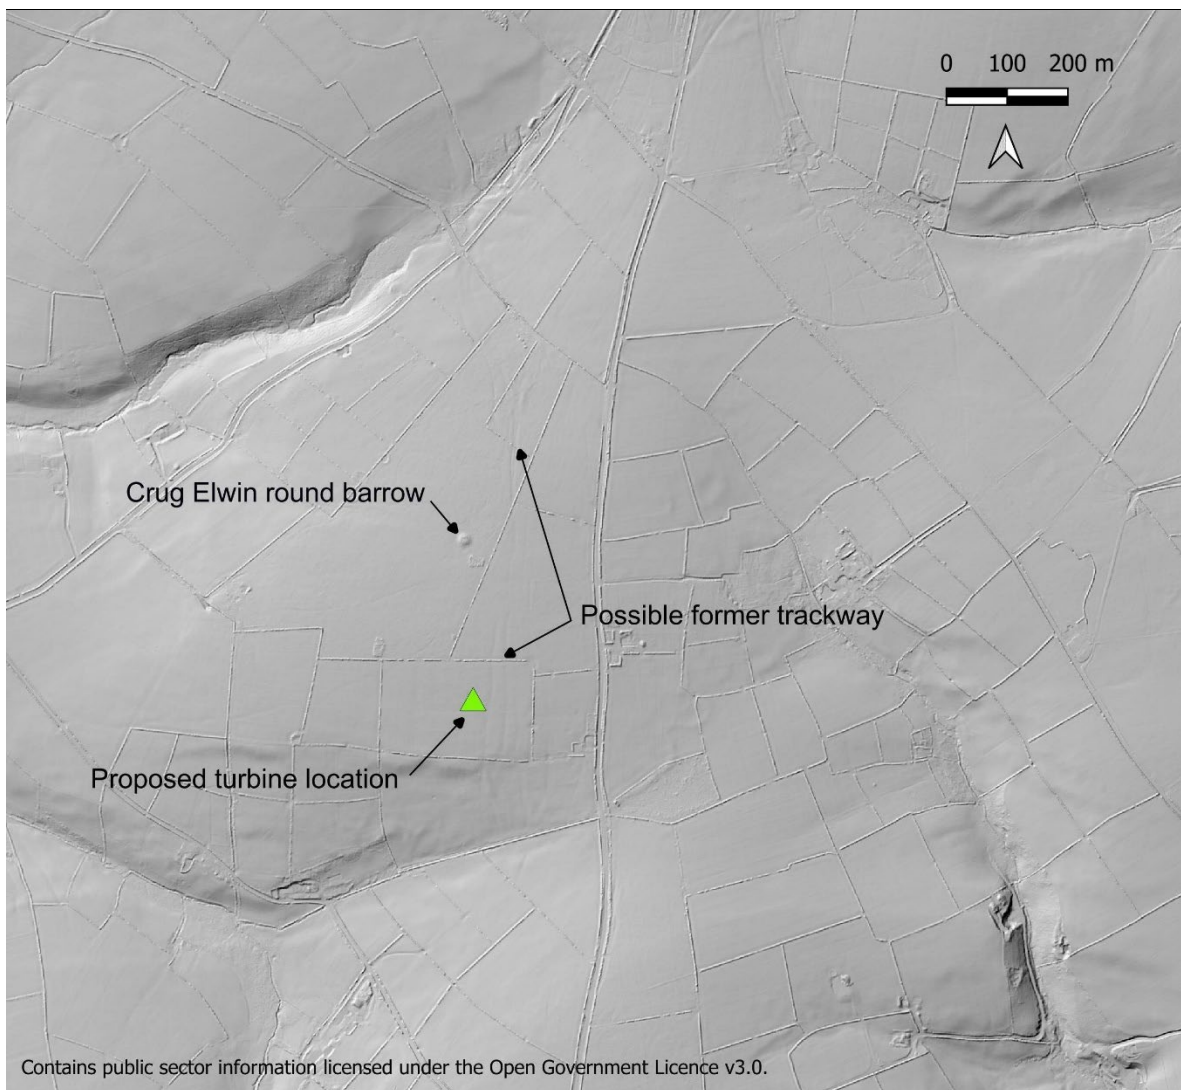 0 100 200 m
Crug Elwin round barrow
Possible former trackway
Proposed turbine location
Contains public sector information licensed under the Open Government Licence v3.0.